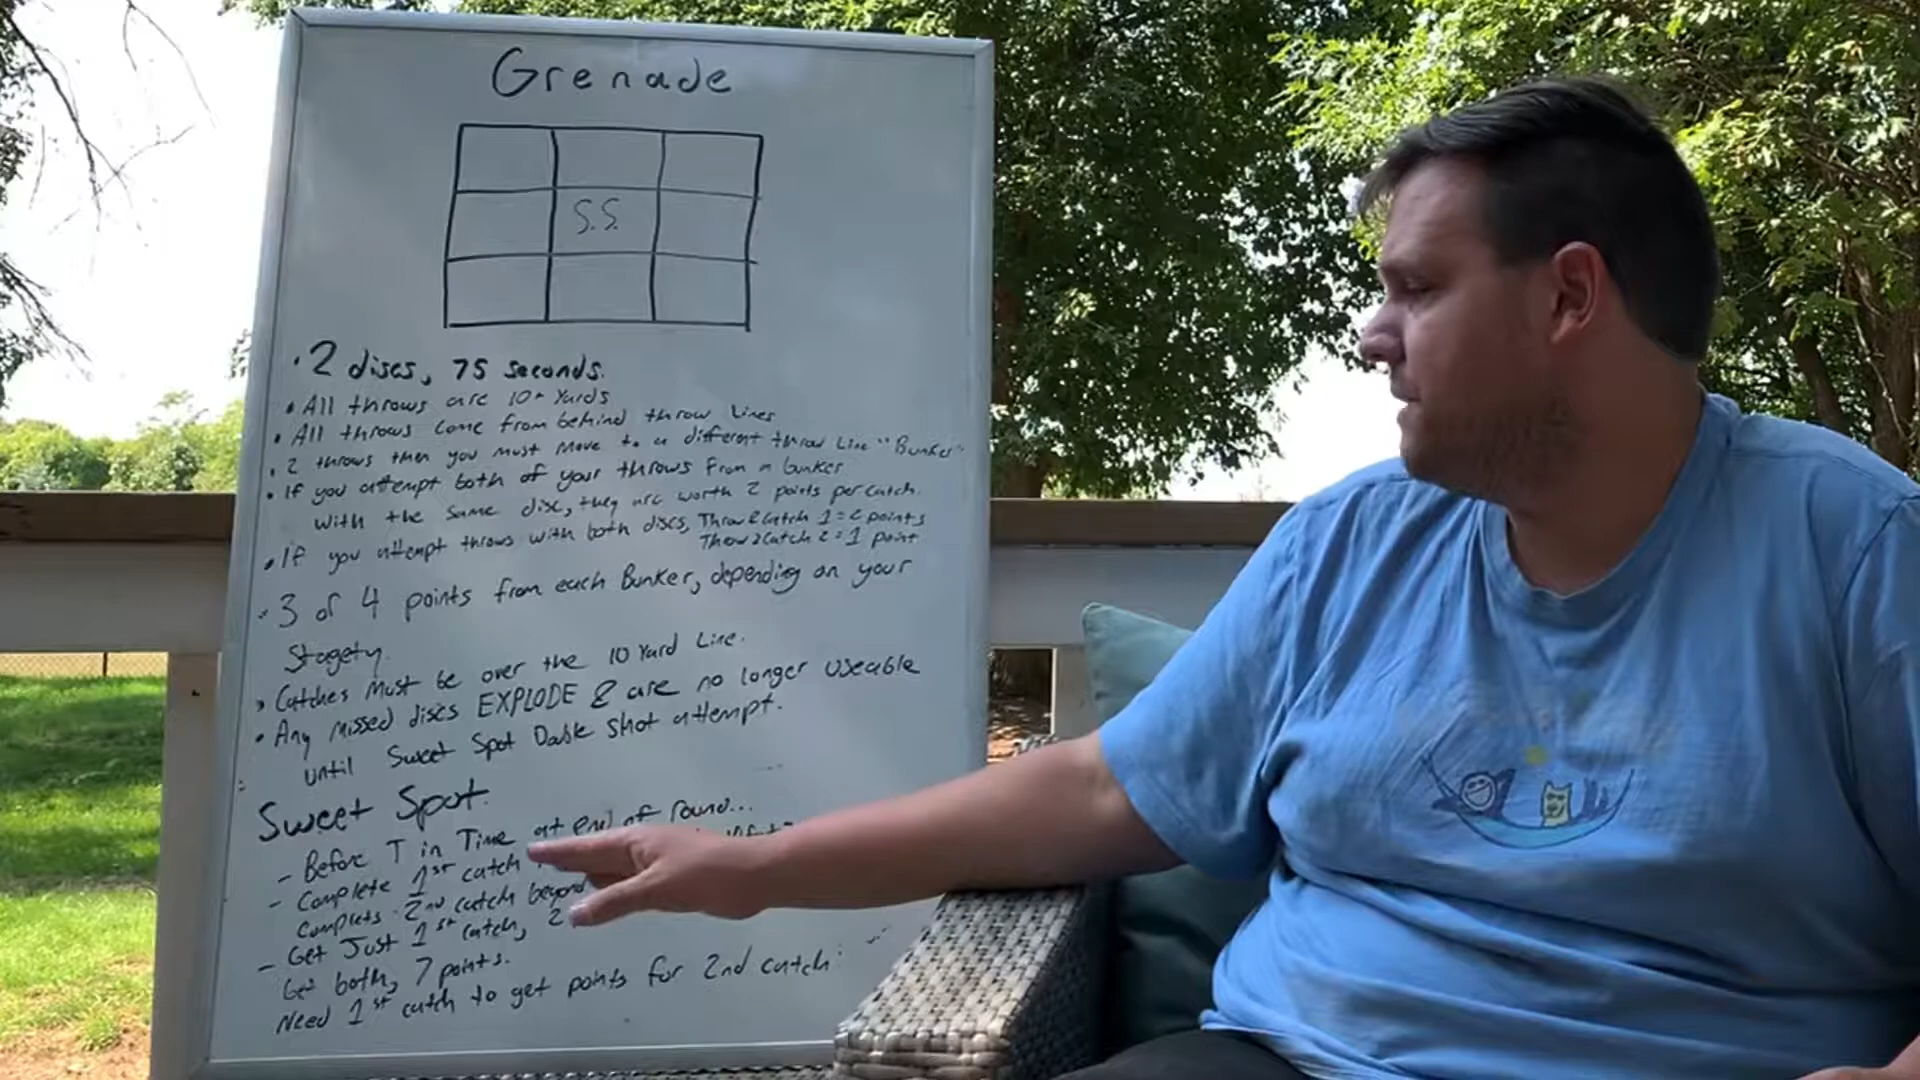 Grenade
S.S.
• 2 discs, 75 seconds.
• All throws are 10+ Yards
• All throws come from behind throw lines
• 2 throws then you must move to a different throw Line "Bunker"
• If you attempt both of your throws From a bunker
with the same disc, they are worth 2 points per catch.
• If you attempt throws with both discs, Throw & Catch 1 = 2 points
Throw & Catch 2 = 1 point
• 3 or 4 points from each Bunker, depending on your
Stagety.
• Catches Must be over the 10 Yard Line.
• Any missed discs EXPLODE & are no longer useable
until Sweet Spot Double Shot attempt.
Sweet Spot.
- Before T in Time at end of round...
- Complete 1st catch
complete 2nd catch beyond
- Get Just 1st catch, 2
Get both, 7 points.
Need 1st catch to get points for 2nd catch